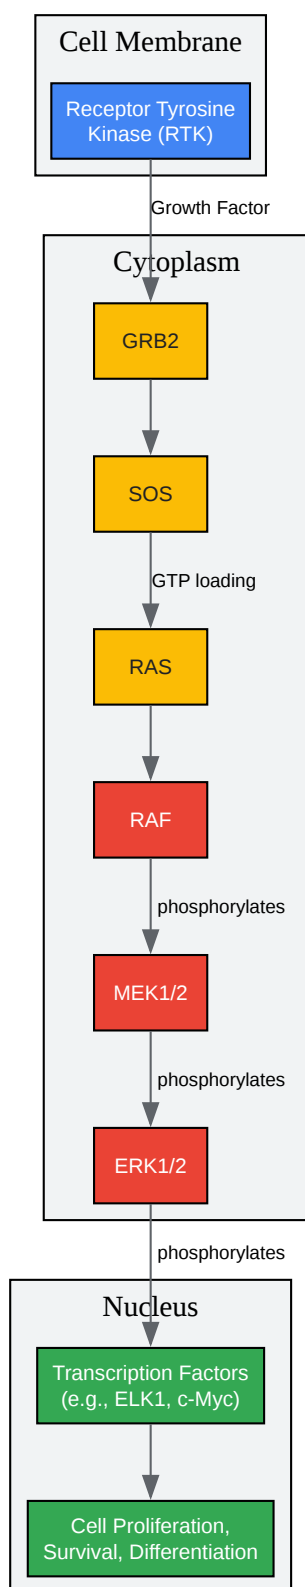 Cell Membrane
Receptor Tyrosine
Kinase (RTK)
Growth Factor
Cytoplasm
GRB2
SOS
GTP loading
RAS
RAF
phosphorylates
MEK1/2
phosphorylates
ERK1/2
phosphorylates
Nucleus
Transcription Factors
(e.g., ELK1, c-Myc)
Cell Proliferation,
Survival, Differentiation